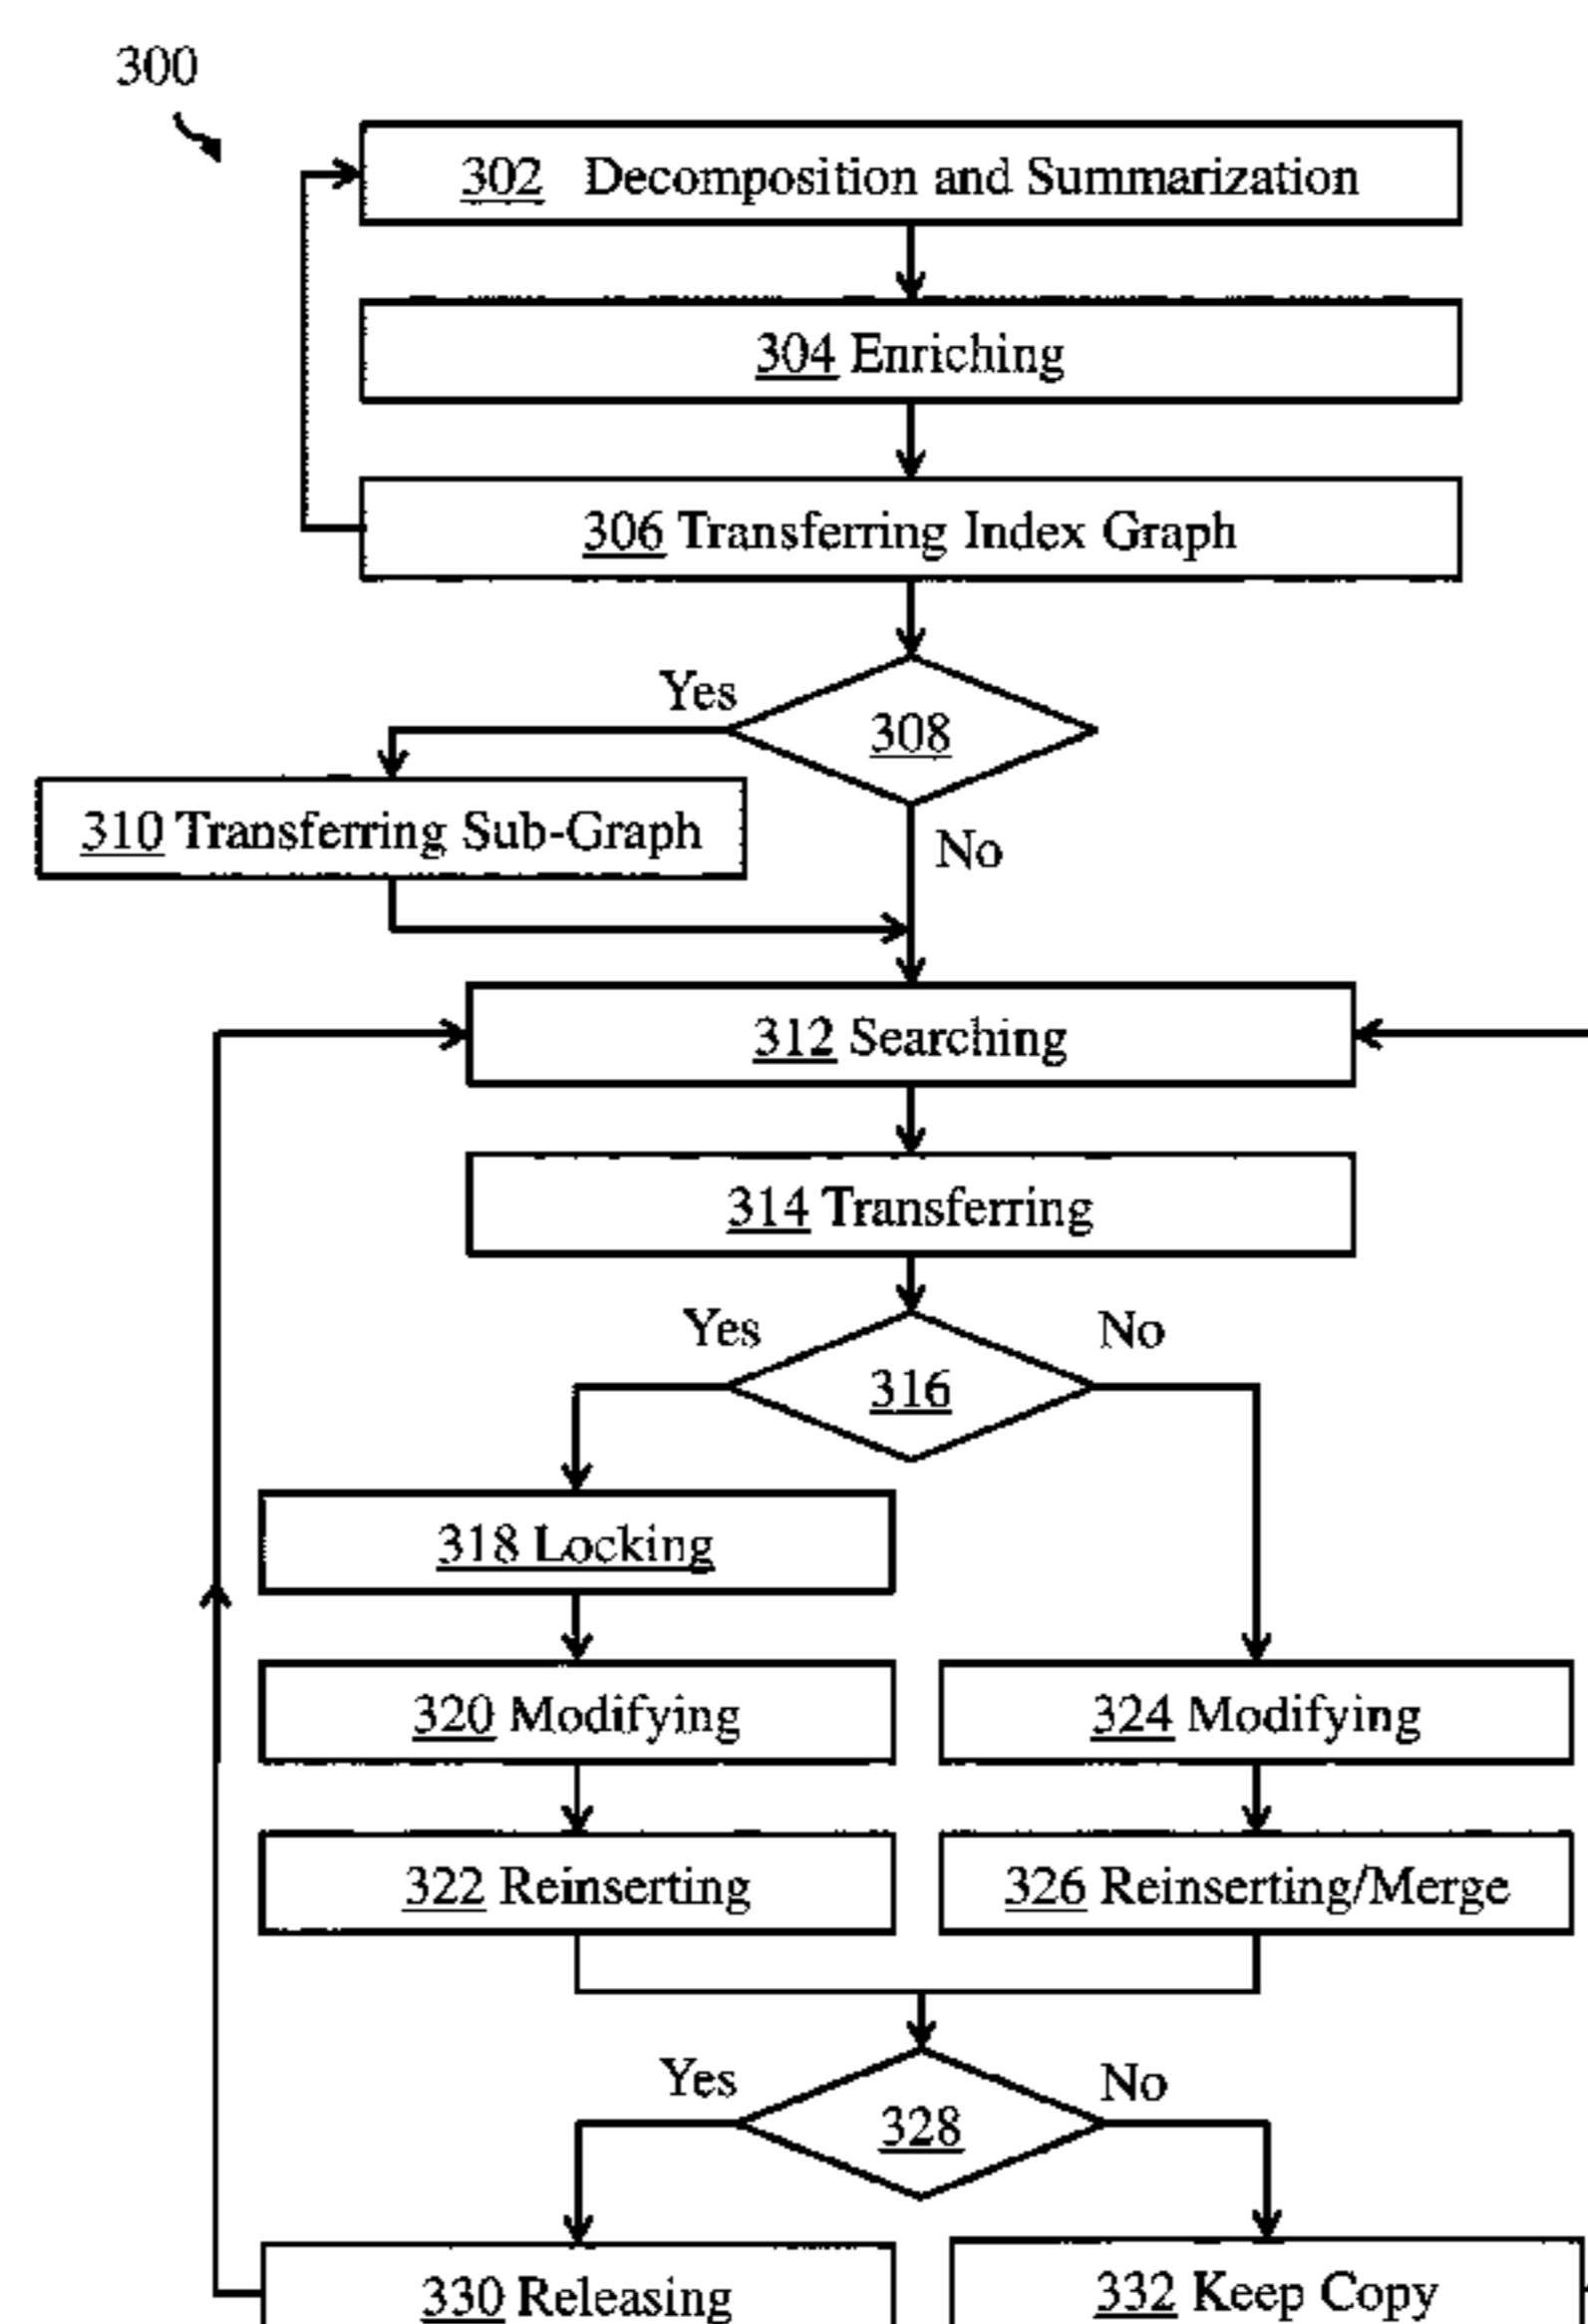 300
302 Decomposition and Summarization
304 Enriching
306 Transferring Index Graph
Yes
308
310 Transferring Sub-Graph
No
312 Searching
314 Transferring
Yes
No
316
318 Locking
320 Modifying
324 Modifying
322 Reinserting
326 Reinserting/Merge
Yes
No
328
330 Releasing
332 Keep Copy